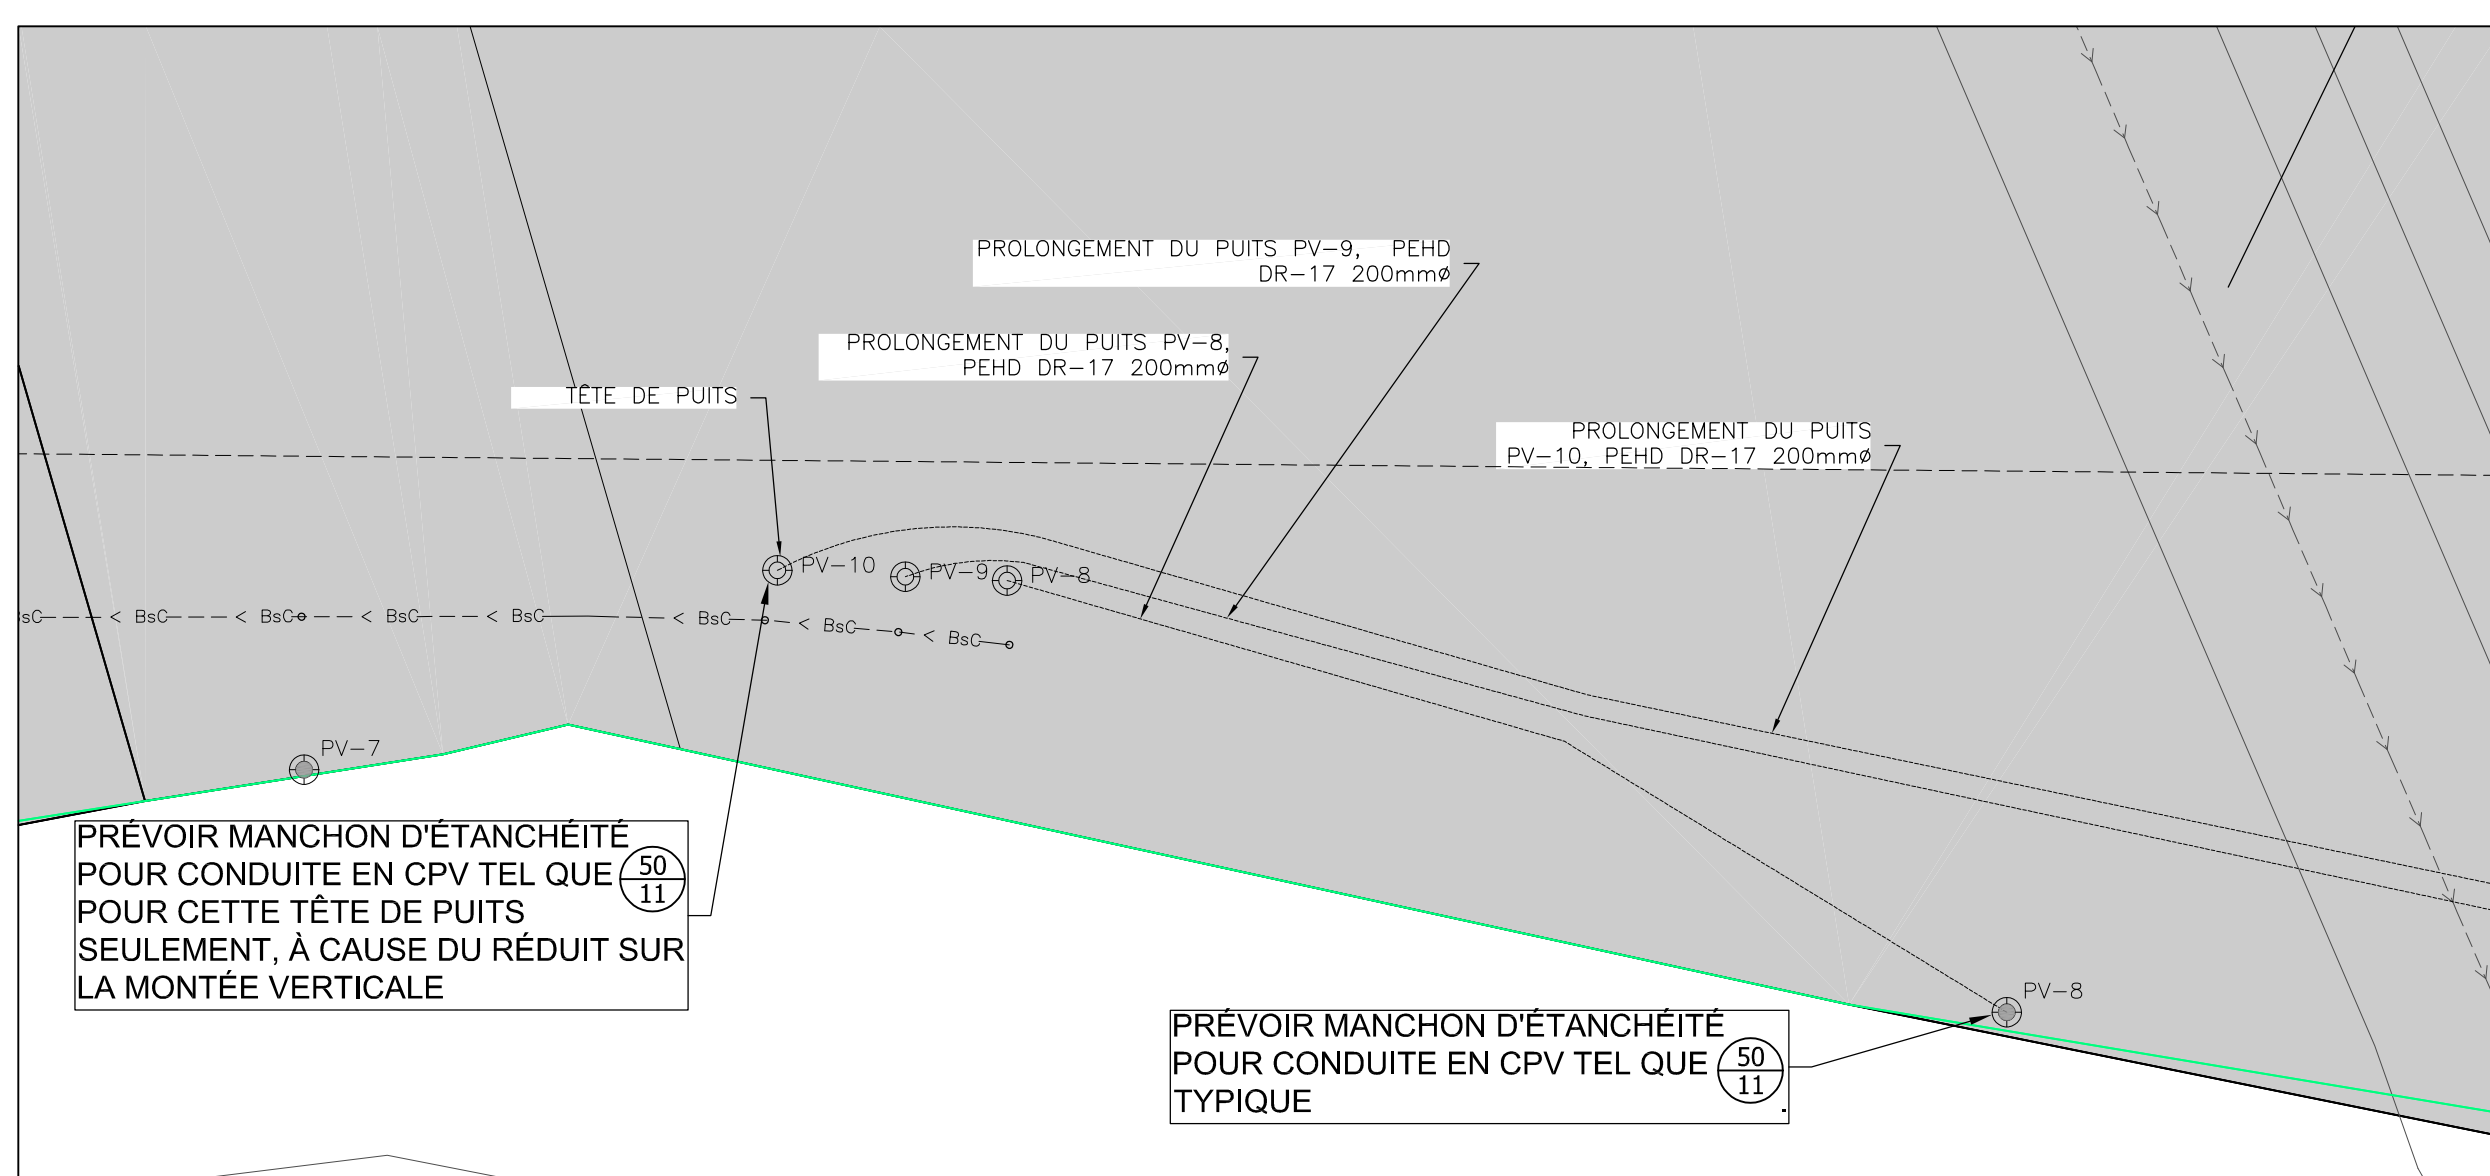 PROLONGEMENT DU PUITS PV-9, PEHD
DR-17 200mmø
PROLONGEMENT DU PUITS PV-8,
PEHD DR-17 200mmø
TÊTE DE PUITS
PROLONGEMENT DU PUITS
PV-10, PEHD DR-17 200mmø
PV-10
PV-9
PV-8
BsC
< BsC
< BsC
< BsC
< BsC
< BsC
< BsC
< BsC
PV-7
PRÉVOIR MANCHON D'ÉTANCHÉITÉ
POUR CONDUITE EN CPV TEL QUE
POUR CETTE TÊTE DE PUITS
SEULEMENT, À CAUSE DU RÉDUIT SUR
LA MONTÉE VERTICALE
50
11
PV-8
PRÉVOIR MANCHON D'ÉTANCHÉITÉ
POUR CONDUITE EN CPV TEL QUE
TYPIQUE .
50
11